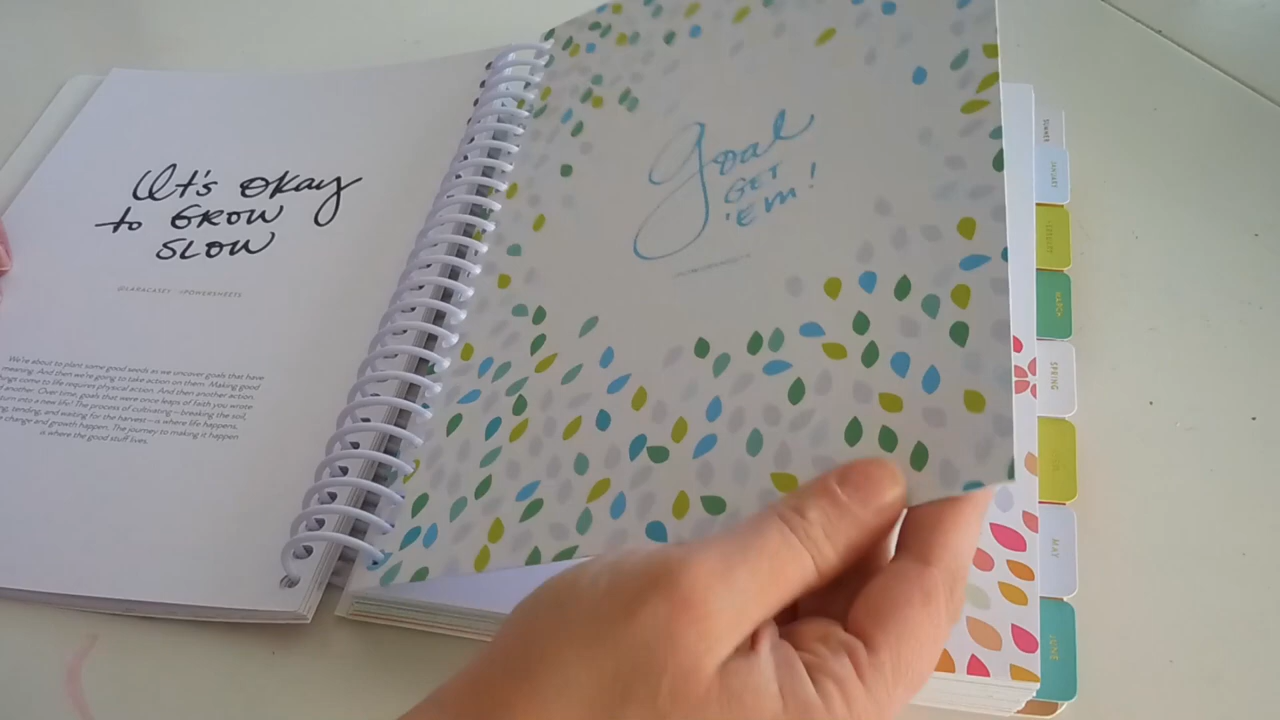 It's okay
to GROW
SLOW
@LARACASEY #POWERSHEETS
We're about to plant some good seeds as we uncover goals that have
meaning. And then we're going to take action on them. Making good
things come to life requires physical action. And then another action.
another. Over time, goals that were once leaps of faith you wrote
turn into a new life! The process of cultivating—breaking the soil,
tending, and waiting for the harvest—is where life happens.
change and growth happen. The journey to making it happen
is where the good stuff lives.
Goal
GET
'EM!
SUMMER
JANUARY
FEBRUARY
MARCH
SPRING
MAY
JUNE